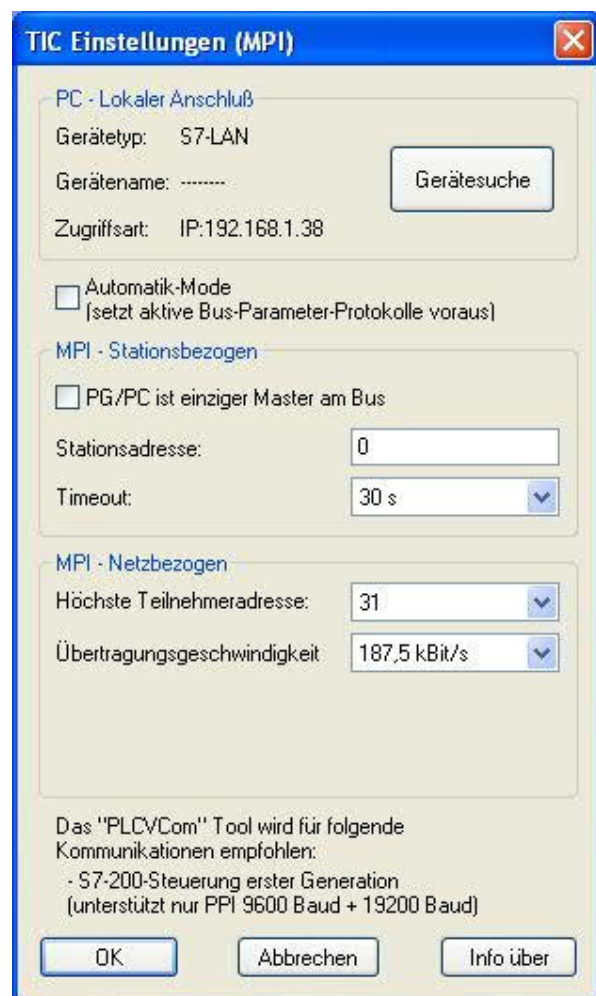 TIC Einstellungen (MPI)
PC - Lokaler Anschluß
Gerätetyp: S7-LAN
Gerätename: --------
Gerätesuche
Zugriffsart: IP:192.168.1.38
Automatik-Mode
(setzt aktive Bus-Parameter-Protokolle voraus)
MPI - Stationsbezogen
PG/PC ist einziger Master am Bus
Stationsadresse: 0
Timeout: 30 s
MPI - Netzbezogen
Höchste Teilnehmeradresse: 31
Übertragungsgeschwindigkeit 187,5 kBit/s
Das "PLCVCom" Tool wird für folgende
Kommunikationen empfohlen:
- S7-200-Steuerung erster Generation
(unterstützt nur PPI 9600 Baud + 19200 Baud)
OK Abbrechen Info über